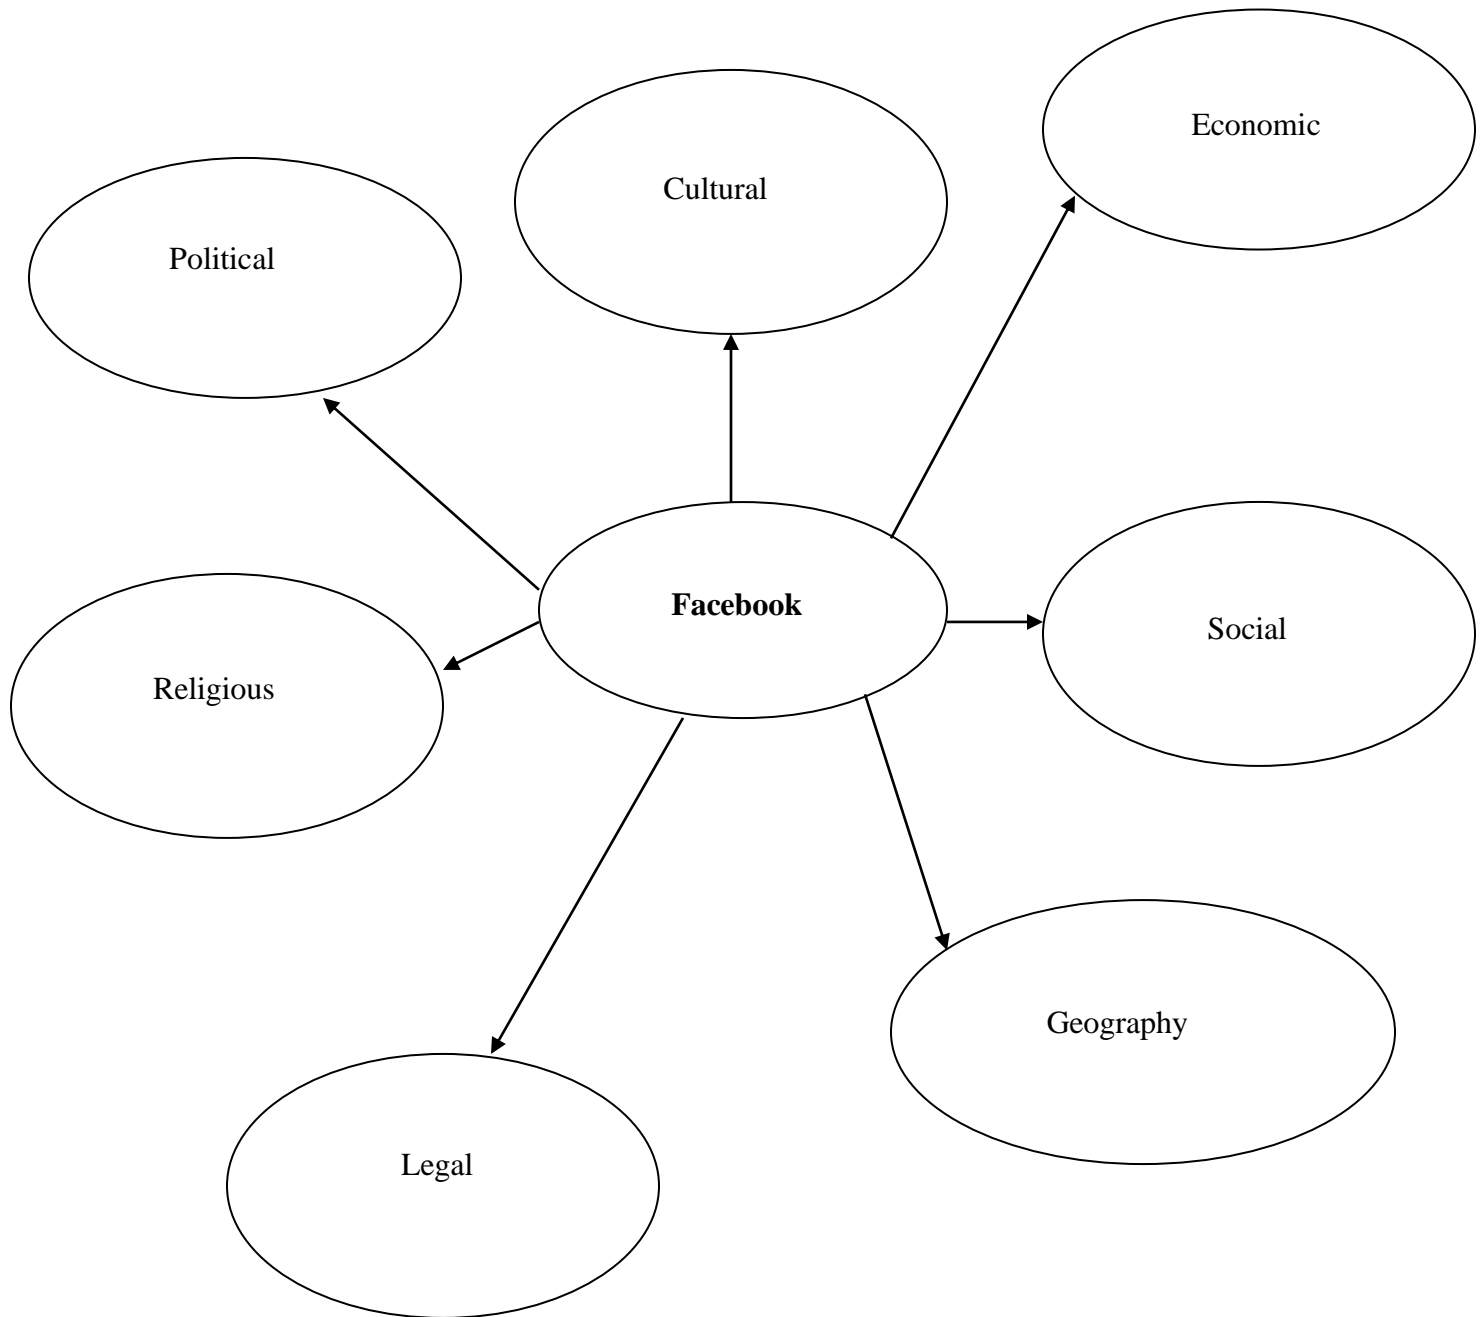 Economic
Cultural
Political
Facebook
Social
Religious
Geography
Legal